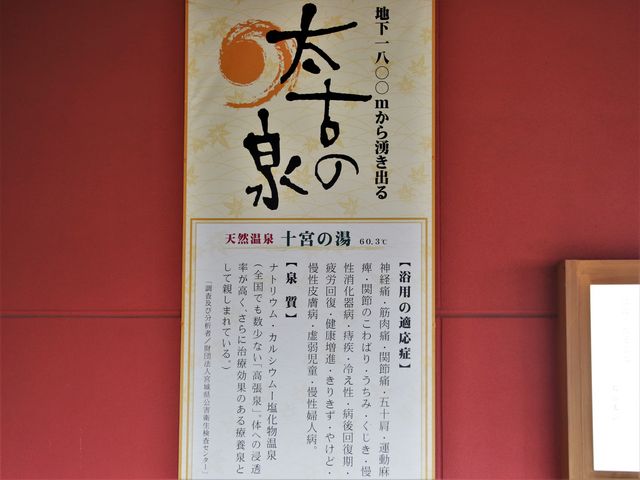 地下一八〇〇mから湧き出る
太古の泉
天然温泉 十宮の湯 60.3℃
【浴用の適応症】
神経痛・筋肉痛・関節痛・五十肩・運動麻
痺・関節のこわばり・うちみ・くじき・慢
性消化器病・痔疾・冷え性・病後回復期・
疲労回復・健康増進・きりきず・やけど・
慢性皮膚病・虚弱児童・慢性婦人病。
【泉質】
ナトリウム・カルシウムー塩化物温泉
(全国でも数少ない「高張泉」。体への浸透
率が高く、さらに治療効果のある療養泉と
して親しまれている。)
「調査及び分析者/財団法人宮城県公害衛生検査センター」